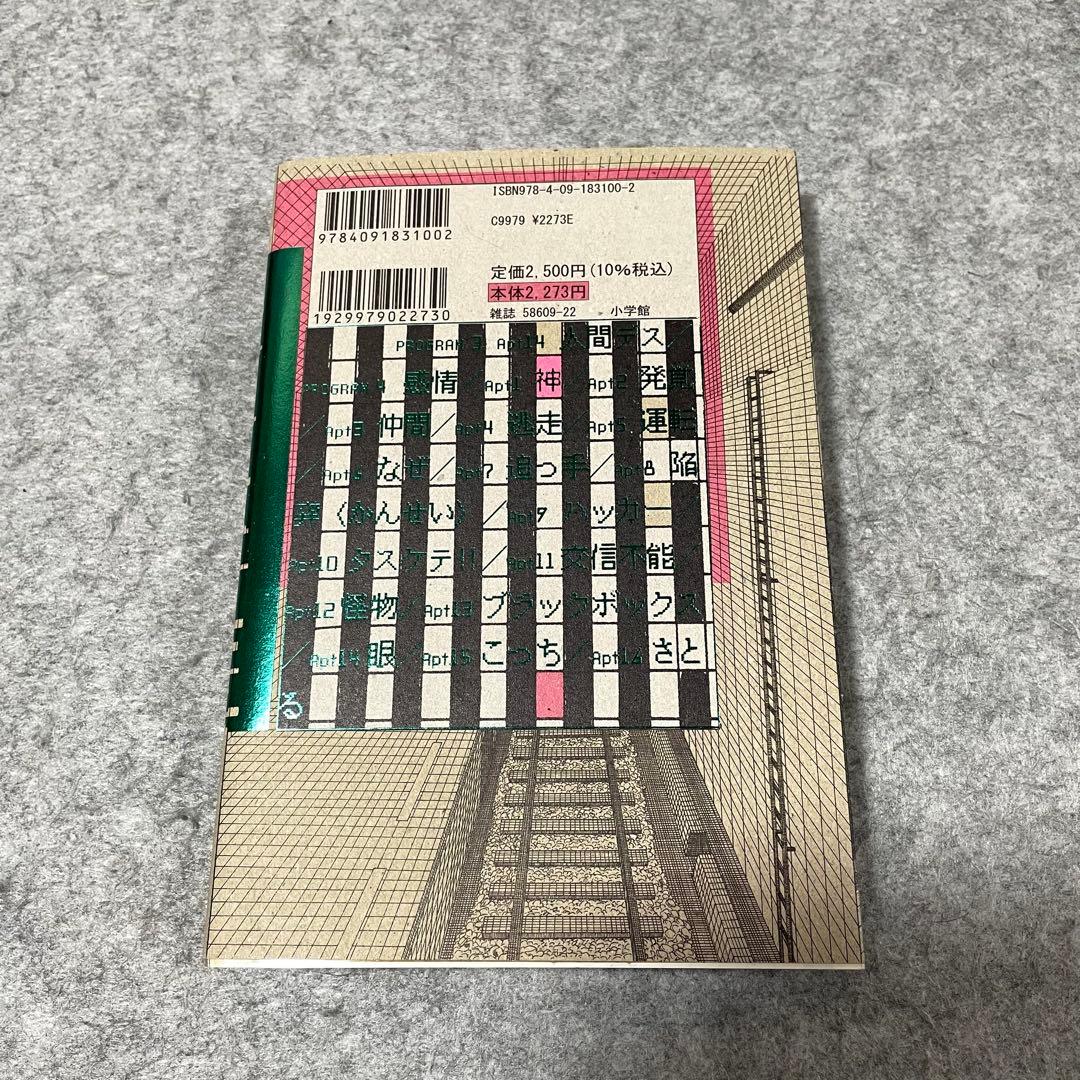 ISBN978-4-09-183100-2
9784091831002
C9979 ¥2273E
定価2,500円(10%税込)
本体2,273円
1929979022730
雑誌 58609-22 小学館
PROGRAM 3 Apt14 人間テスト/
PROGRAM 4 感情 Apt1 神/Apt2 発覚
/Apt3 仲間/Apt4 逃走/Apt5 運転
/Apt6 なぜ/Apt7 追っ手/Apt8 陥
穽(かんせい)/Apt9 ハッカー/
Apt10 タスケテ!!/Apt11 交信不能/
Apt12 怪物/Apt13 ブラックボックス
/Apt14 眼/Apt15 こっち/Apt16 さと
る